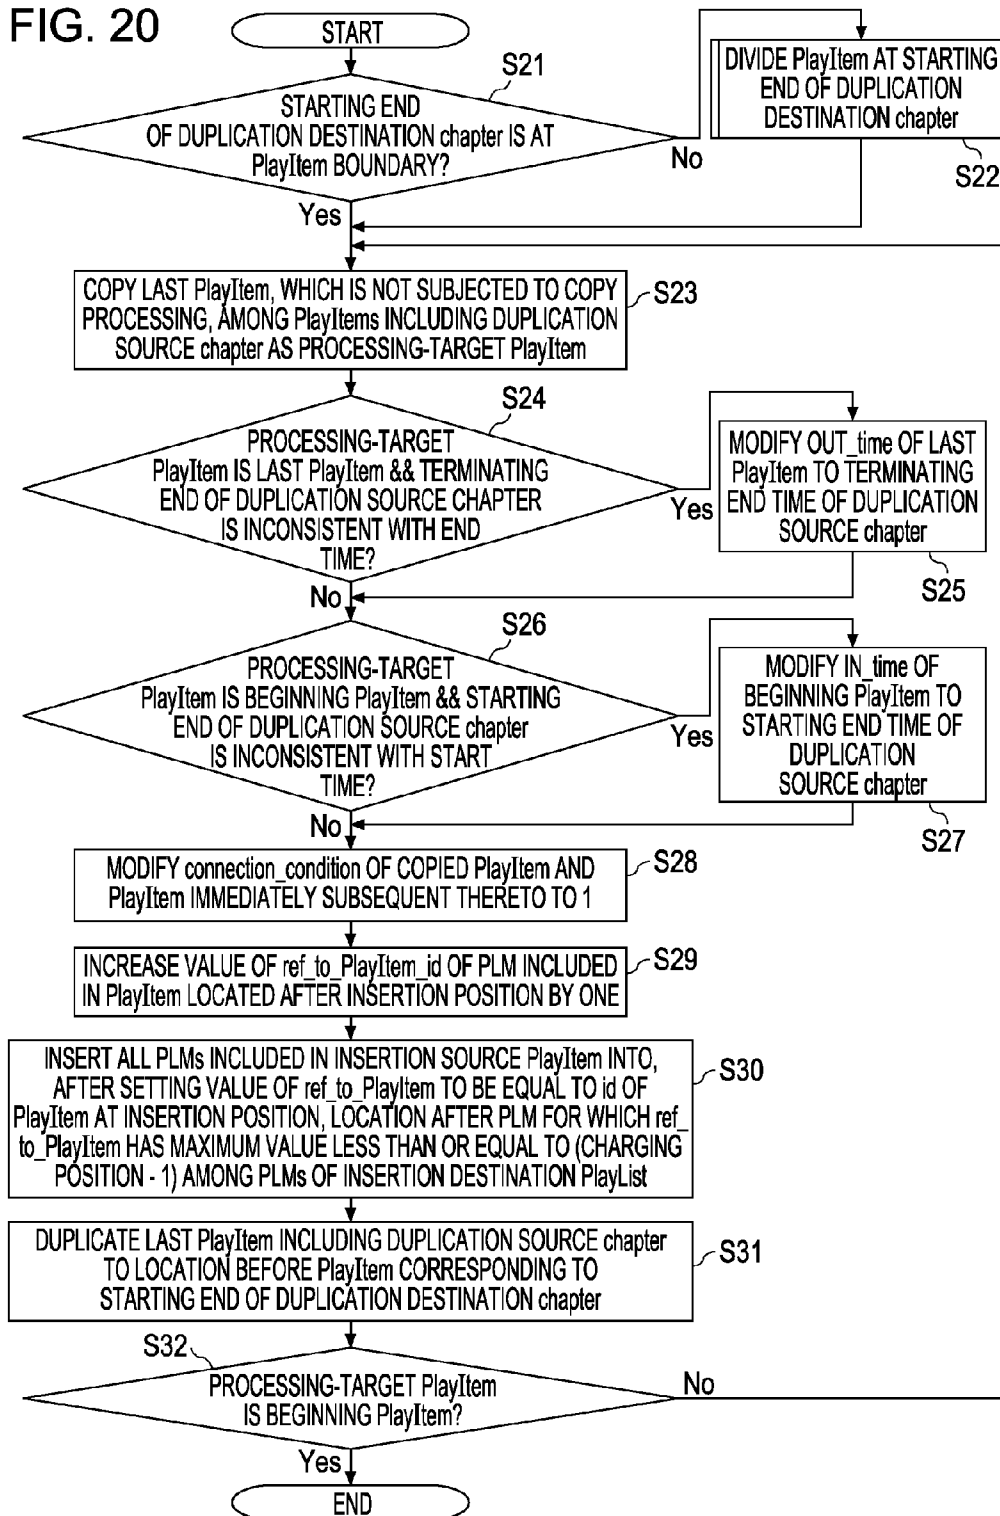 FIG. 20
START
S21
STARTING END
OF DUPLICATION DESTINATION chapter IS AT
PlayItem BOUNDARY?
No
Yes
DIVIDE PlayItem AT STARTING
END OF DUPLICATION
DESTINATION chapter
S22
COPY LAST PlayItem, WHICH IS NOT SUBJECTED TO COPY
PROCESSING, AMONG PlayItems INCLUDING DUPLICATION
SOURCE chapter AS PROCESSING-TARGET PlayItem
S23
S24
PROCESSING-TARGET
PlayItem IS LAST PlayItem && TERMINATING
END OF DUPLICATION SOURCE CHAPTER
IS INCONSISTENT WITH END
TIME?
Yes
No
MODIFY OUT_time OF LAST
PlayItem TO TERMINATING
END TIME OF DUPLICATION
SOURCE chapter
S25
S26
PROCESSING-TARGET
PlayItem IS BEGINNING PlayItem && STARTING
END OF DUPLICATION SOURCE chapter
IS INCONSISTENT WITH START
TIME?
Yes
No
MODIFY IN_time OF
BEGINNING PlayItem TO
STARTING END TIME OF
DUPLICATION
SOURCE chapter
S27
MODIFY connection_condition OF COPIED PlayItem AND
PlayItem IMMEDIATELY SUBSEQUENT THERETO TO 1
S28
INCREASE VALUE OF ref_to_PlayItem_id OF PLM INCLUDED
IN PlayItem LOCATED AFTER INSERTION POSITION BY ONE
S29
INSERT ALL PLMs INCLUDED IN INSERTION SOURCE PlayItem INTO,
AFTER SETTING VALUE OF ref_to_PlayItem TO BE EQUAL TO id OF
PlayItem AT INSERTION POSITION, LOCATION AFTER PLM FOR WHICH ref_
to_PlayItem HAS MAXIMUM VALUE LESS THAN OR EQUAL TO (CHARGING
POSITION - 1) AMONG PLMs OF INSERTION DESTINATION PlayList
S30
DUPLICATE LAST PlayItem INCLUDING DUPLICATION SOURCE chapter
TO LOCATION BEFORE PlayItem CORRESPONDING TO
STARTING END OF DUPLICATION DESTINATION chapter
S31
S32
PROCESSING-TARGET PlayItem
IS BEGINNING PlayItem?
No
Yes
END